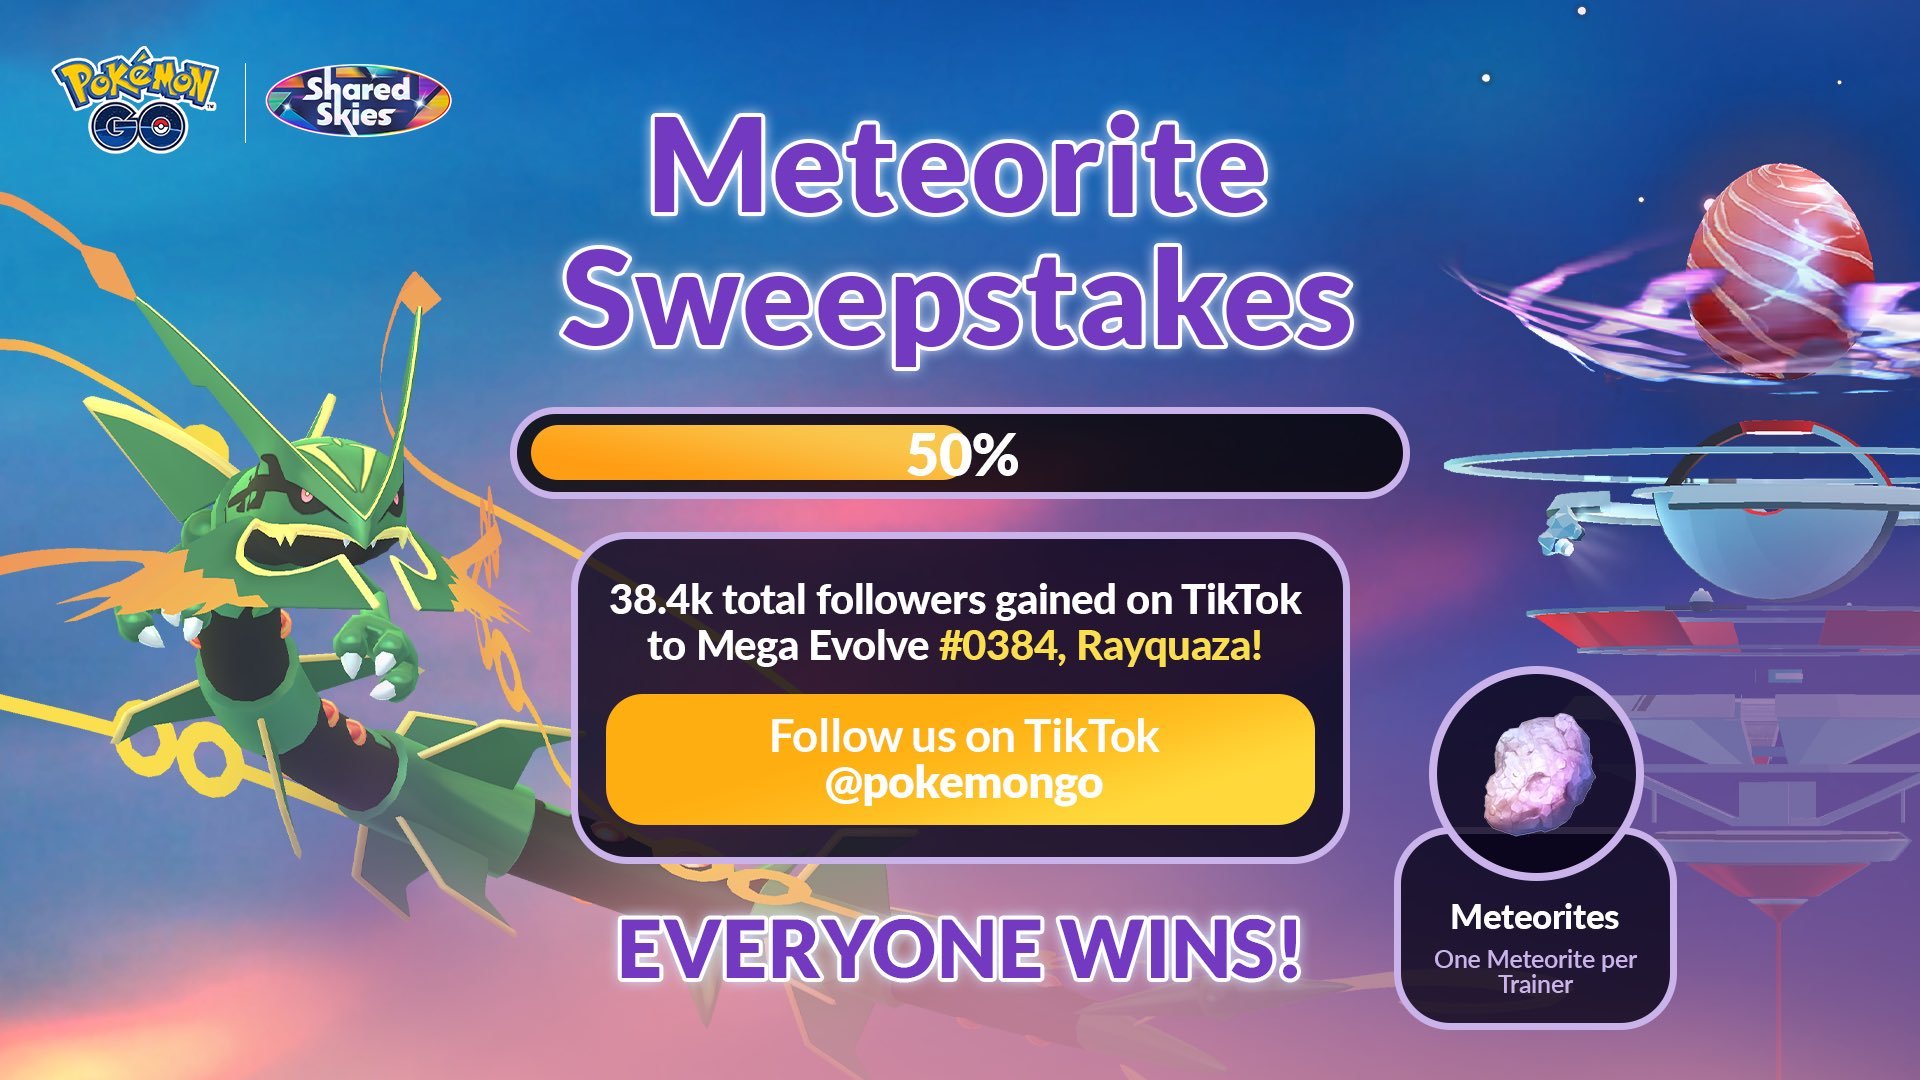 POKÉMON
GO
Shared
Skies
Meteorite
Sweepstakes
50%
38.4k total followers gained on TikTok
to Mega Evolve #0384, Rayquaza!
Follow us on TikTok
@pokemongo
EVERYONE WINS!
Meteorites
One Meteorite per
Trainer